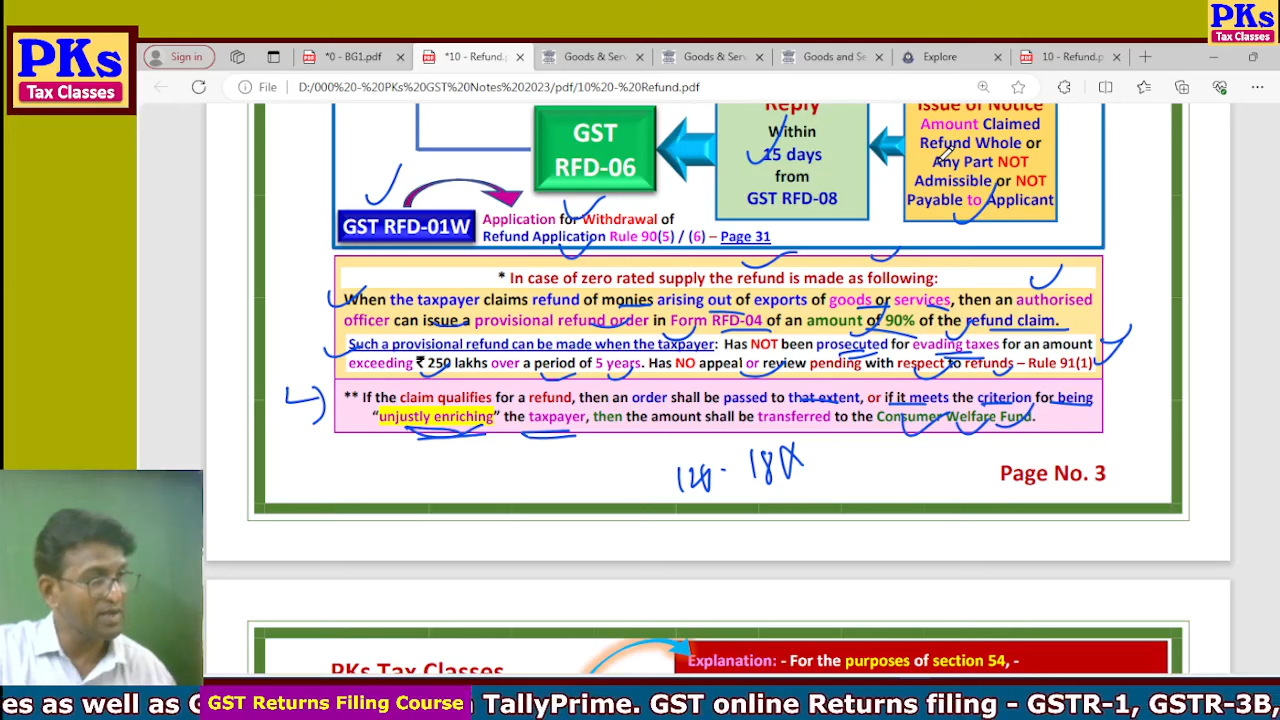 PKs
Tax Classes
PKs
Tax Classes
Sign in
*0 - BG1.pdf
*10 - Refund.p
Goods & Serv
Goods & Serv
Goods and Se
Explore
10 - Refund.p
File
D:/000%20-%20PKs%20GST%20Notes%202023/pdf/10%20-%20Refund.pdf
GST
RFD-06
Reply
Within
15 days
from
GST RFD-08
Issue of Notice
Amount Claimed
Refund Whole or
Any Part NOT
Admissible or NOT
Payable to Applicant
GST RFD-01W
Application for Withdrawal of
Refund Application Rule 90(5) / (6) – Page 31
* In case of zero rated supply the refund is made as following:
When the taxpayer claims refund of monies arising out of exports of goods or services, then an authorised
officer can issue a provisional refund order in Form RFD-04 of an amount of 90% of the refund claim.
Such a provisional refund can be made when the taxpayer: Has NOT been prosecuted for evading taxes for an amount
exceeding ₹ 250 lakhs over a period of 5 years. Has NO appeal or review pending with respect to refunds – Rule 91(1)
** If the claim qualifies for a refund, then an order shall be passed to that extent, or if it meets the criterion for being
“unjustly enriching” the taxpayer, then the amount shall be transferred to the Consumer Welfare Fund.
Page No. 3
PKs Tax Classes
Explanation: - For the purposes of section 54, -
es as well as G
GST Returns Filing Course
TallyPrime. GST online Returns filing - GSTR-1, GSTR-3B,